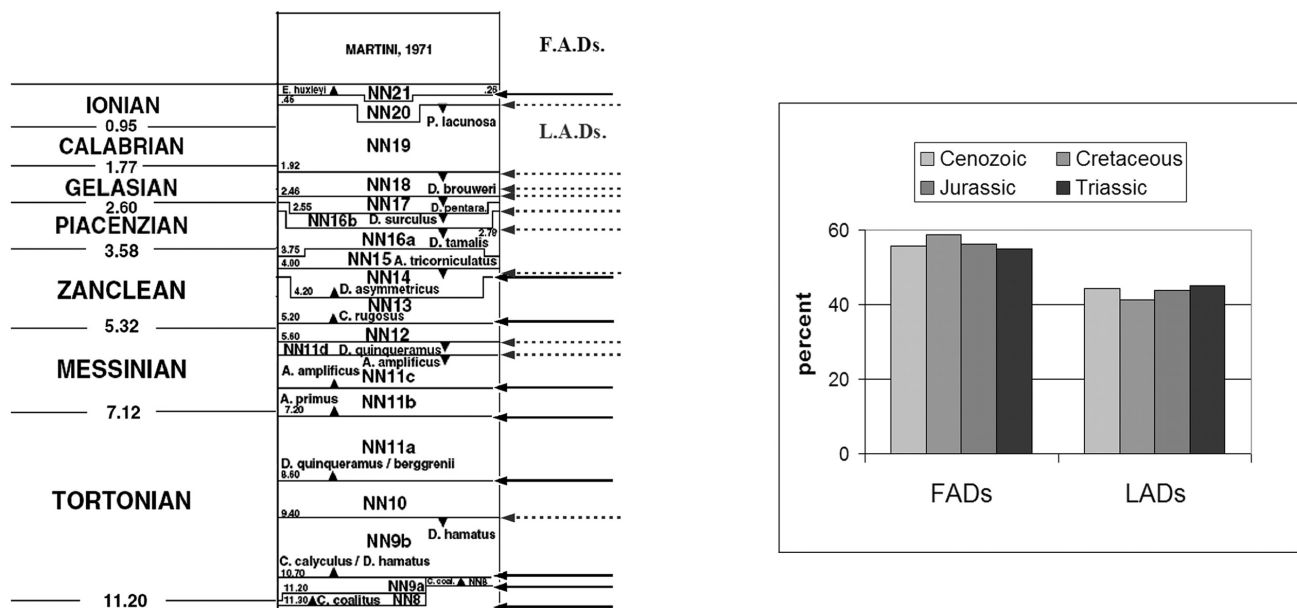 MARTINI, 1971
F.A.Ds.
L.A.Ds.
IONIAN
0.95
CALABRIAN
1.77
GELASIAN
2.60
PIACENZIAN
3.58
ZANCLEAN
5.32
MESSINIAN
7.12
TORTONIAN
11.20
E. huxleyi NN21 .26
.46
NN20
P. lacunosa
NN19
1.92
NN18
2.46 D. brouweri
NN17
2.55 D. pentara.
NN16b D. surculus
2.78
NN16a
D. tamalis
3.75
NN15 A. tricorniculatus
4.00
NN14
4.20 D. asymmetricus
NN13
5.20 C. rugosus
NN12
5.60
NN11d D. quinqueramus
A. amplificus
A. amplificus
NN11c
A. primus
NN11b
7.20
NN11a
D. quinqueramus / berggrenii
8.60
NN10
9.40
D. hamatus
NN9b
C. calyculus / D. hamatus
10.70
C. coal. NN8
11.20 NN9a
11.30 C. coalitus NN8
Cenozoic Cretaceous
Jurassic Triassic
percent
60
40
20
0
FADs LADs